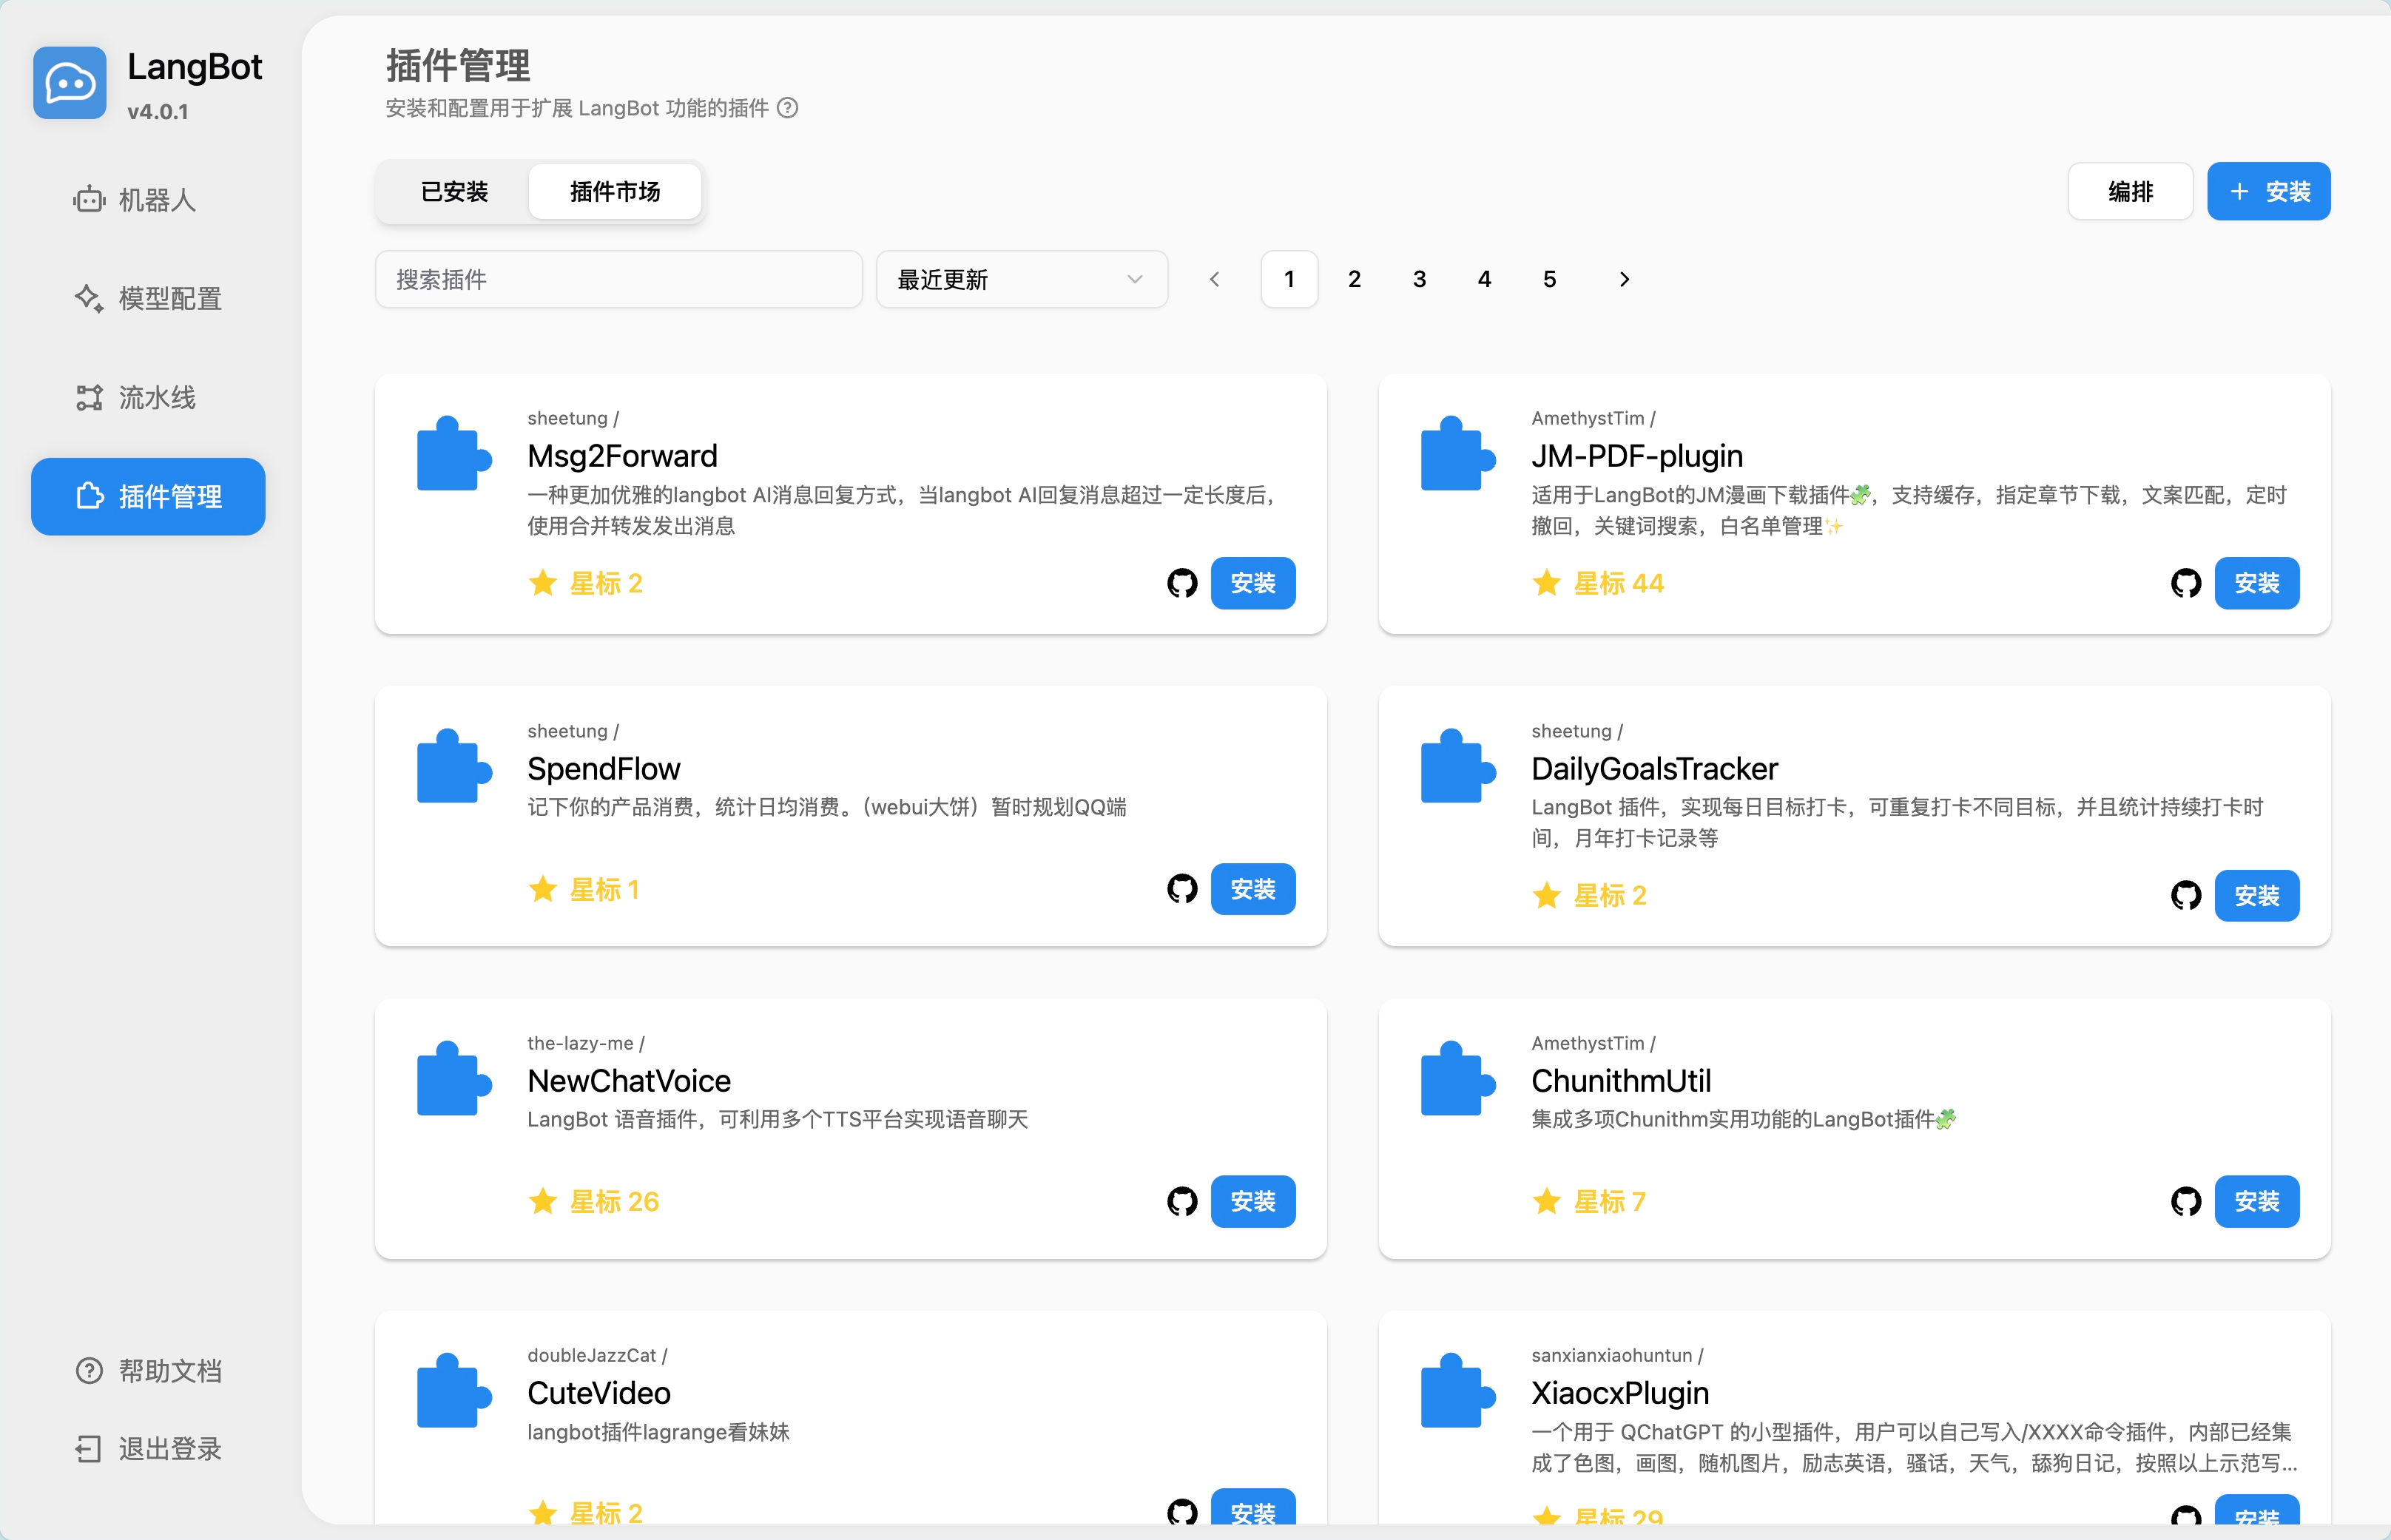 LangBot
v4.0.1
机器人
模型配置
流水线
插件管理
帮助文档
退出登录
插件管理
安装和配置用于扩展 LangBot 功能的插件
已安装
插件市场
编排
安装
搜索插件
最近更新
1 2 3 4 5
sheetung /
Msg2Forward
一种更加优雅的langbot AI消息回复方式，当langbot AI回复消息超过一定长度后，
使用合并转发发出消息
星标 2
安装
AmethystTim /
JM-PDF-plugin
适用于LangBot的JM漫画下载插件🧩，支持缓存，指定章节下载，文案匹配，定时
撤回，关键词搜索，白名单管理✨
星标 44
安装
sheetung /
SpendFlow
记下你的产品消费，统计日均消费。（webui大饼）暂时规划QQ端
星标 1
安装
sheetung /
DailyGoalsTracker
LangBot 插件，实现每日目标打卡，可重复打卡不同目标，并且统计持续打卡时
间，月年打卡记录等
星标 2
安装
the-lazy-me /
NewChatVoice
LangBot 语音插件，可利用多个TTS平台实现语音聊天
星标 26
安装
AmethystTim /
ChunithmUtil
集成多项Chunithm实用功能的LangBot插件🧩
星标 7
安装
doubleJazzCat /
CuteVideo
langbot插件lagrange看妹妹
星标 2
安装
sanxianxiaohuntun /
XiaocxPlugin
一个用于 QChatGPT 的小型插件，用户可以自己写入/XXXX命令插件，内部已经集
成了色图，画图，随机图片，励志英语，骚话，天气，舔狗日记，按照以上示范写...
星标 29
安装